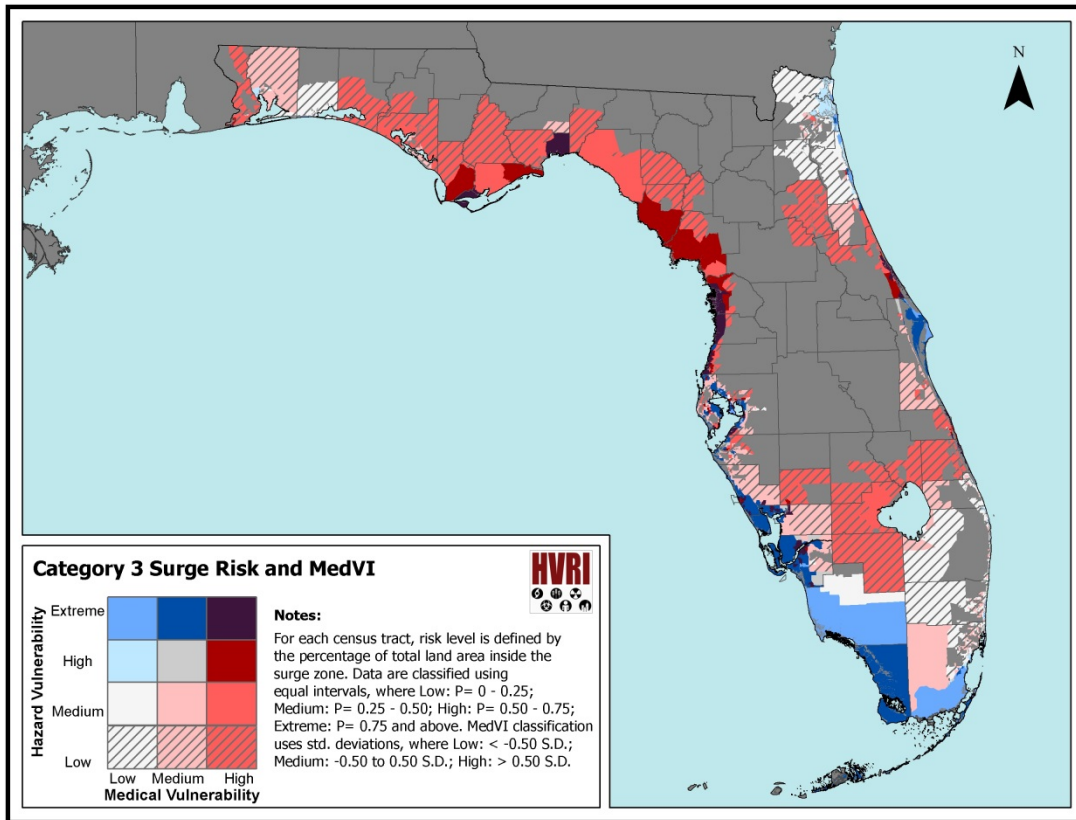 N
Category 3 Surge Risk and MedVI
HVRI
Hazard Vulnerability
Extreme
High
Medium
Low
Low
Medium
High
Medical Vulnerability
Notes:
For each census tract, risk level is defined by
the percentage of total land area inside the
surge zone. Data are classified using
equal intervals, where Low: P= 0 - 0.25;
Medium: P= 0.25 - 0.50; High: P= 0.50 - 0.75;
Extreme: P= 0.75 and above. MedVI classification
uses std. deviations, where Low: < -0.50 S.D.;
Medium: -0.50 to 0.50 S.D.; High: > 0.50 S.D.